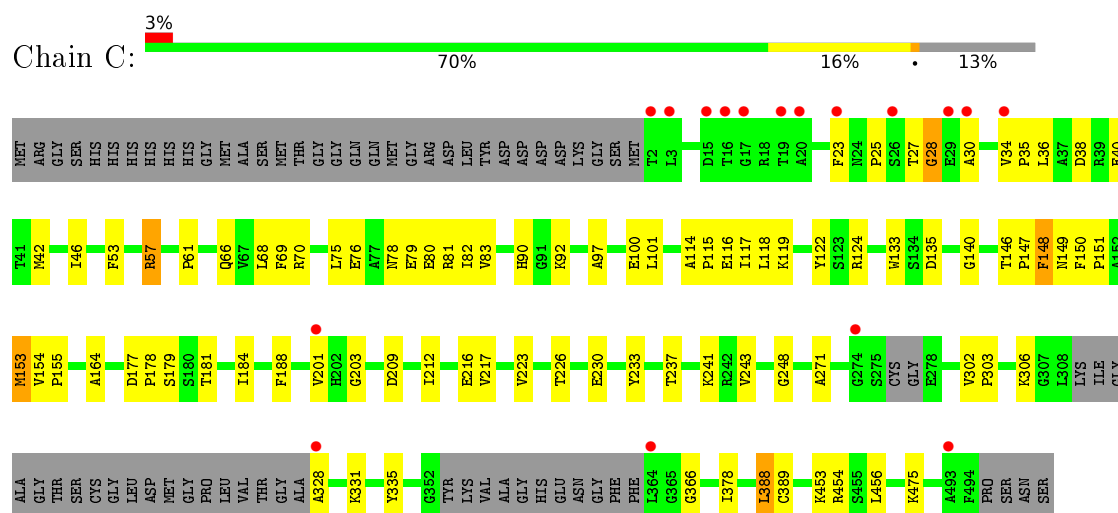 3%
Chain C:
70% 16% • 13%
MET ARG GLY SER HIS HIS HIS HIS HIS HIS GLY MET ALA SER MET THR GLY GLY GLN GLN MET GLY ARG ASP LEU TYR ASP ASP ASP ASP LYS GLY SER MET T2 L3 D15 T16 G17 R18 T19 A20 F23 N24 P25 S26 T27 G28 E29 A30 V34 P35 L36 A37 D38 R39 E40
T41 M42 I46 F53 R57 P61 Q66 V67 L68 F69 R70 L75 E76 A77 N78 E79 E80 R81 I82 V83 H90 G91 K92 A97 E100 L101 A114 P115 E116 I117 L118 K119 Y122 S123 R124 W133 S134 D135 G140 T146 P147 F148 N149 F150 P151 A152
M153 V154 P155 A164 D177 P178 S179 S180 T181 I184 F188 V201 H202 G203 D209 I212 E216 V217 V223 T226 E230 Y233 T237 K241 R242 V243 G248 A271 G274 S275 CYS GLY E278 V302 P303 K306 G307 L308 LYS ILE GLY
ALA GLY THR SER CYS GLY LEU ASP MET GLY PRO LEU VAL THR GLY ALA A328 K331 Y335 G352 TYR LYS VAL ALA GLY HIS GLU ASN GLY PHE PHE L364 G365 G366 I378 L388 C389 K453 R454 S455 L456 K475 A493 F494 PRO SER ASN SER